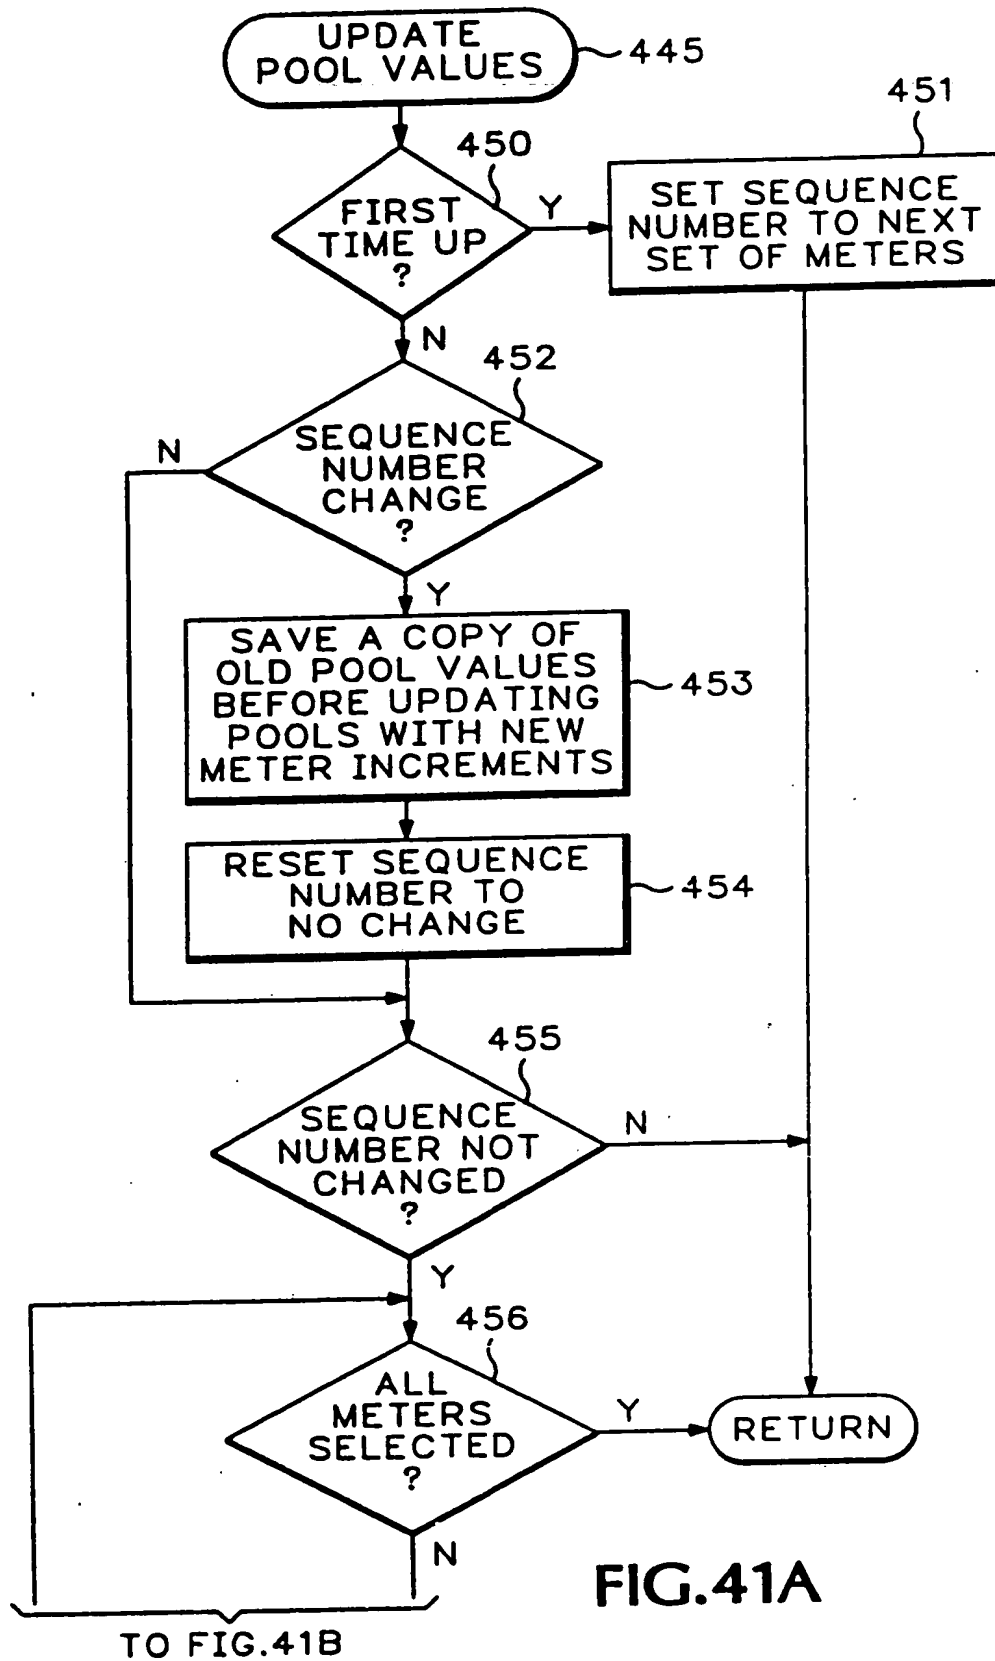 UPDATE
POOL VALUES
445
450
451
FIRST
TIME UP
?
Y
SET SEQUENCE
NUMBER TO NEXT
SET OF METERS
N
452
N
SEQUENCE
NUMBER
CHANGE
?
Y
SAVE A COPY OF
OLD POOL VALUES
BEFORE UPDATING
POOLS WITH NEW
METER INCREMENTS
453
RESET SEQUENCE
NUMBER TO
NO CHANGE
454
455
SEQUENCE
NUMBER NOT
CHANGED
?
N
Y
456
ALL
METERS
SELECTED
?
Y
RETURN
N
FIG.41A
TO FIG.41B